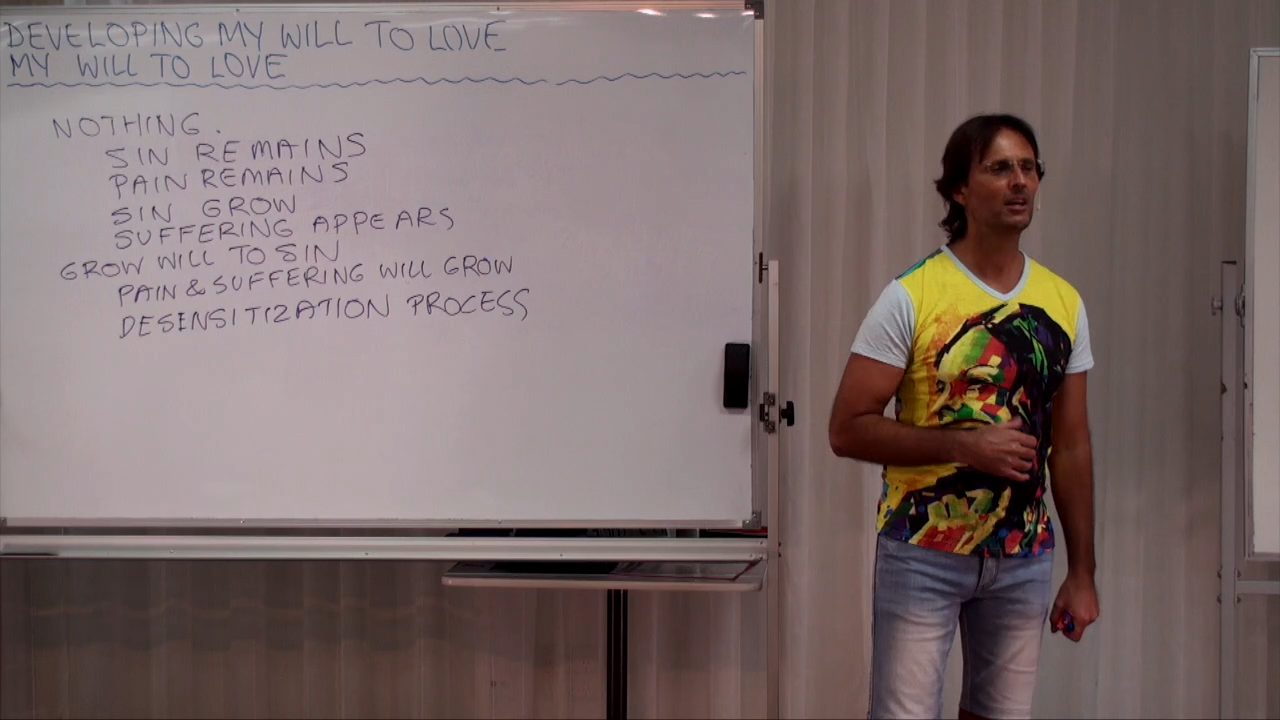 DEVELOPING MY WILL TO LOVE
MY WILL TO LOVE
NOTHING.
SIN REMAINS
PAIN REMAINS
SIN GROW
SUFFERING APPEARS
GROW WILL TO SIN
PAIN & SUFFERING WILL GROW
DESENSITIZATION PROCESS